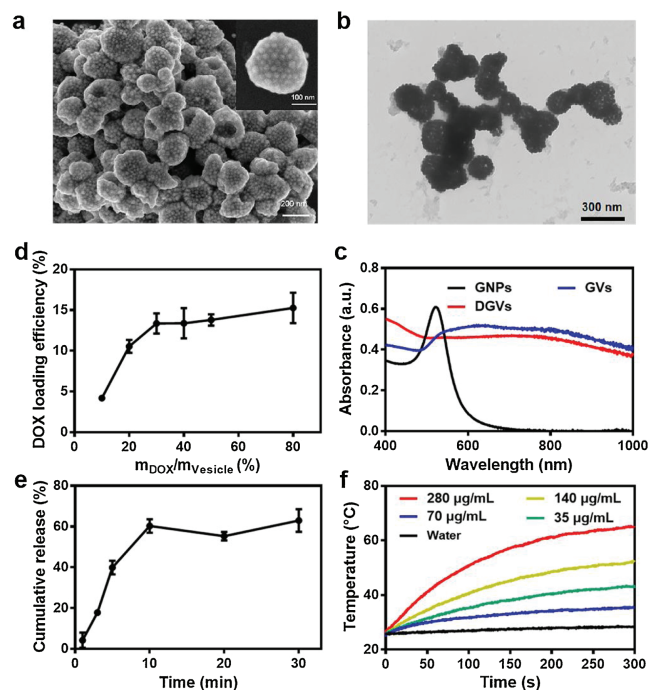 a
b
100 nm
200 nm
300 nm
d
DOX loading efficiency (%)
20
15
10
5
0
0 20 40 60 80
mDOX/mVesicle (%)
c
Absorbance (a.u.)
0.8
0.6
0.4
0.2
0.0
GNPs
GVs
DGVs
400 600 800 1000
Wavelength (nm)
e
Cumulative release (%)
80
60
40
20
0
0 10 20 30
Time (min)
f
Temperature (°C)
80
60
40
20
280 µg/mL
140 µg/mL
70 µg/mL
35 µg/mL
Water
0 50 100 150 200 250 300
Time (s)